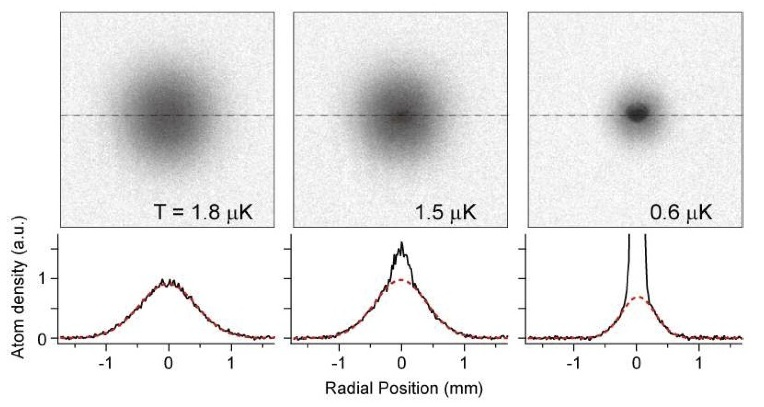 T = 1.8 μK
1.5 μK
0.6 μK
Atom density (a.u.)
1
0
-1 0 1
-1 0 1
-1 0 1
Radial Position (mm)